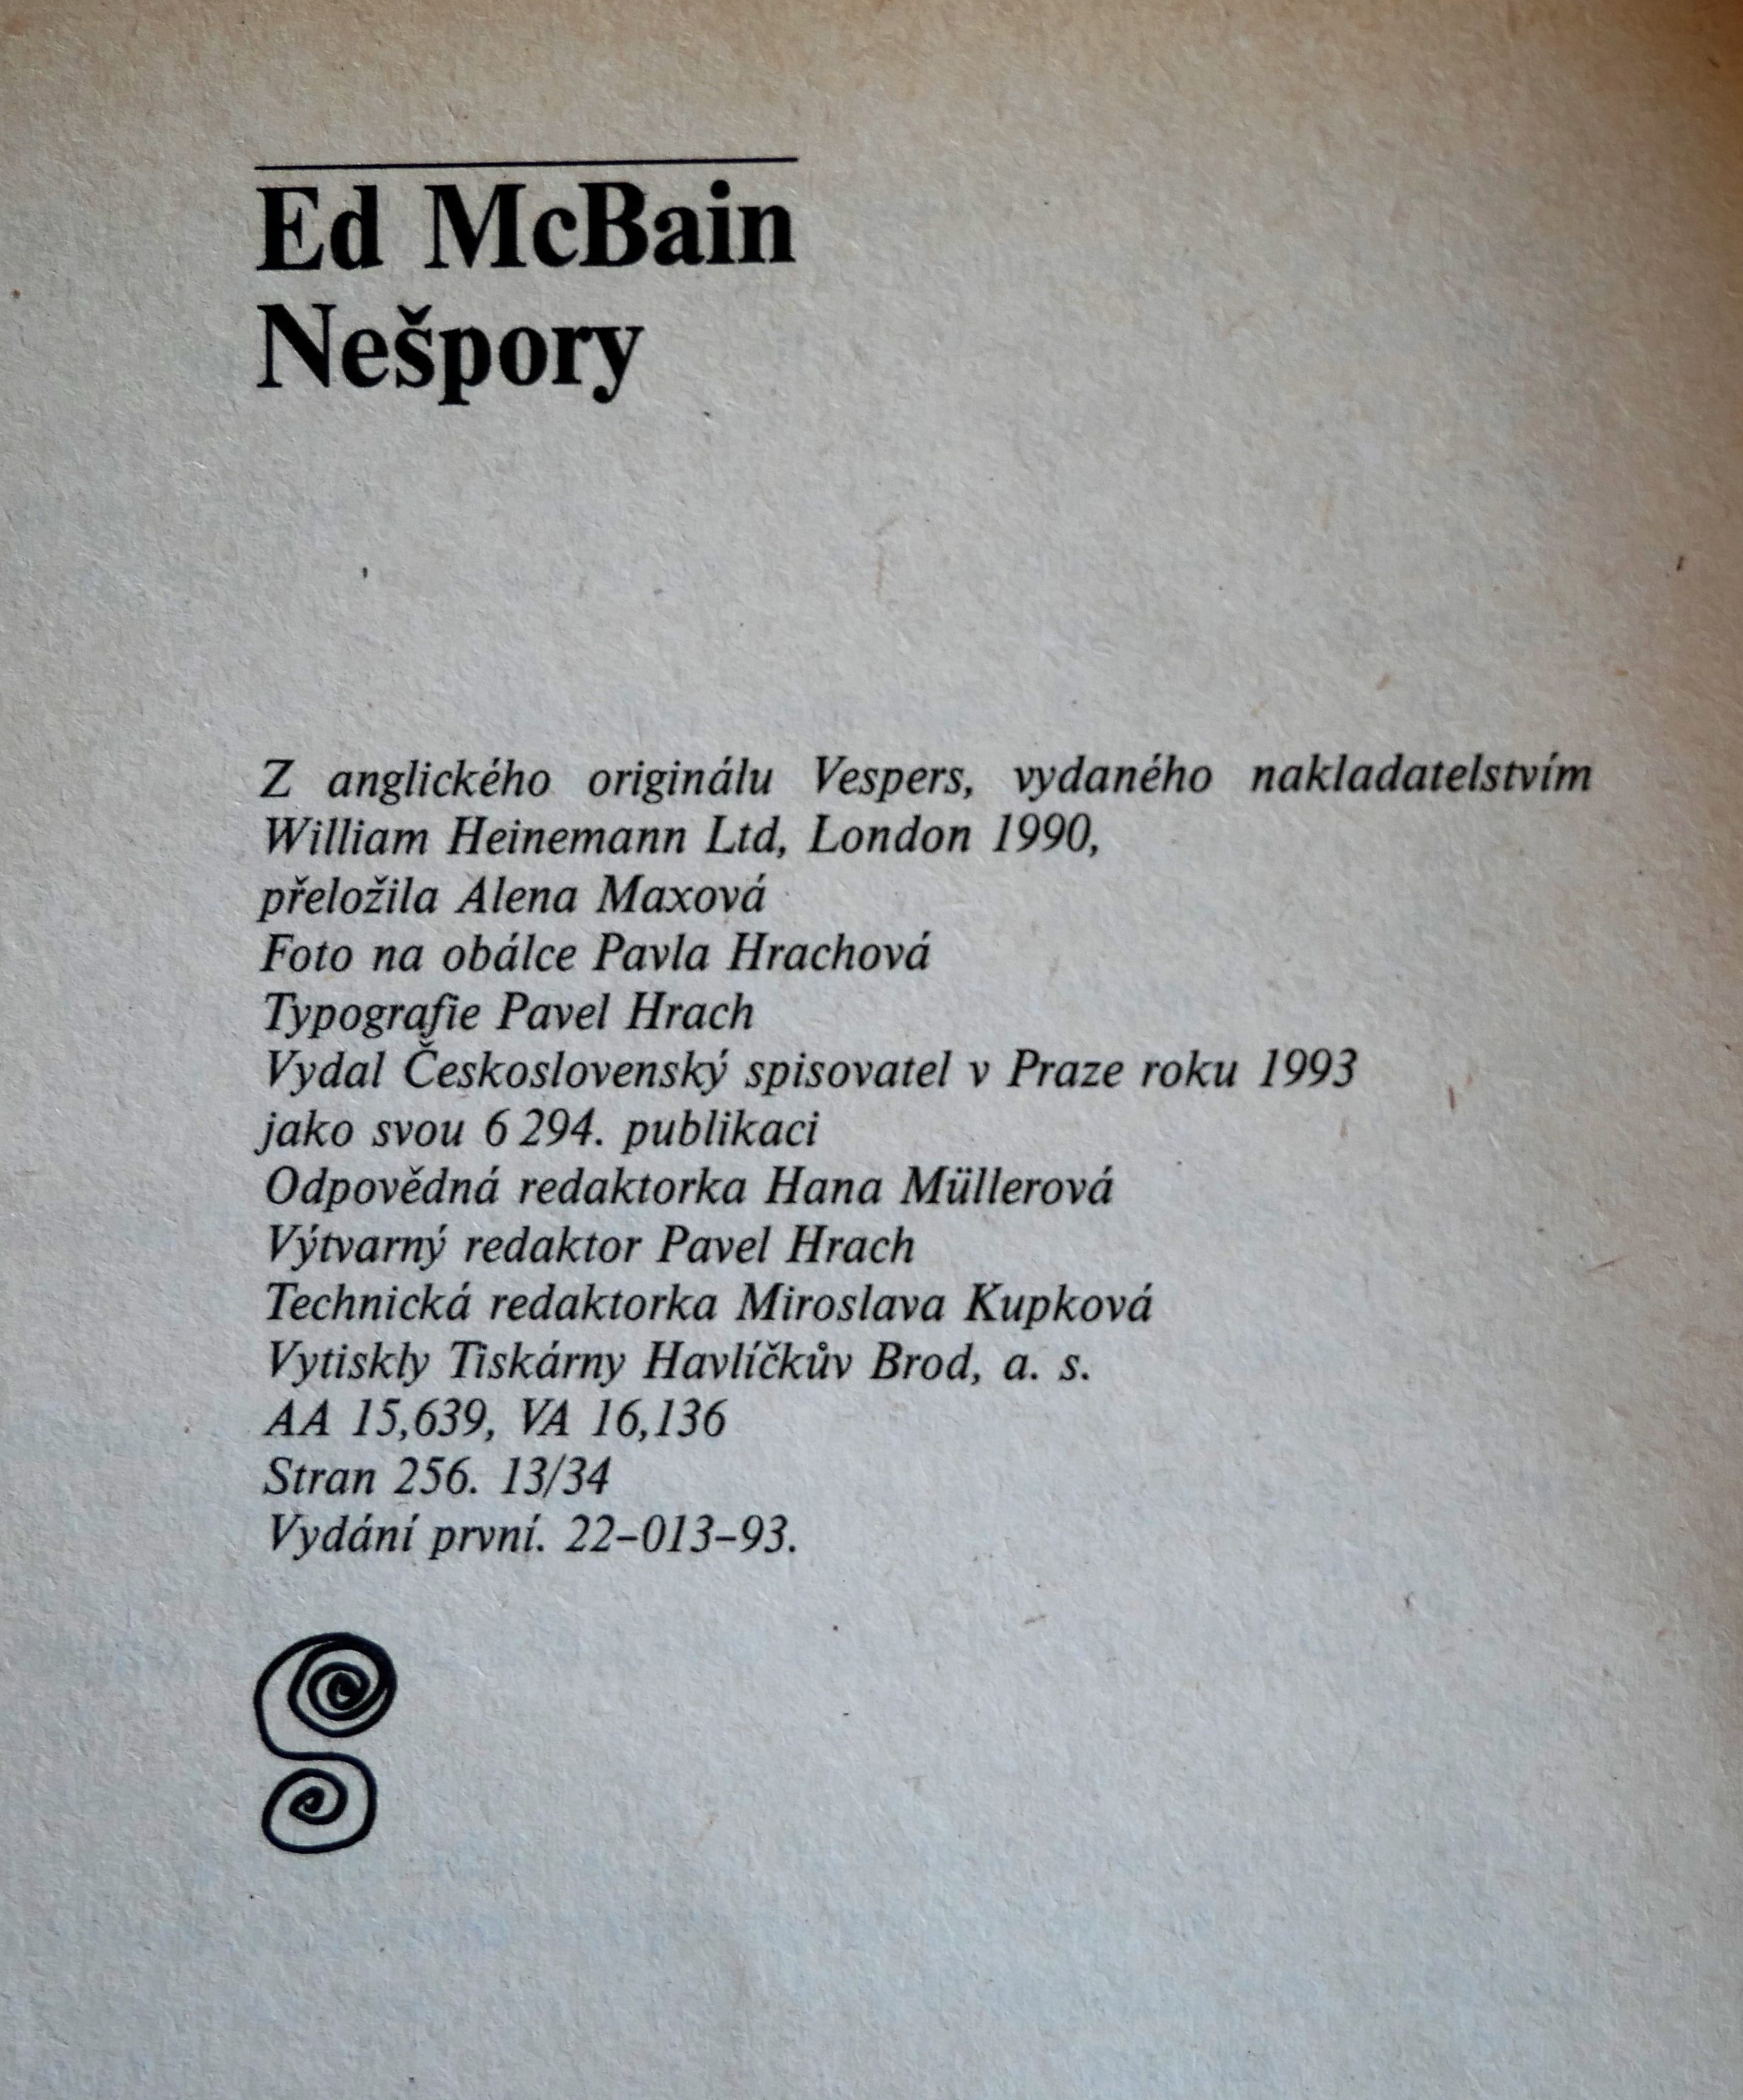 Ed McBain
Nešpory
Z anglického originálu Vespers, vydaného nakladatelstvím
William Heinemann Ltd, London 1990,
přeložila Alena Maxová
Foto na obálce Pavla Hrachová
Typografie Pavel Hrach
Vydal Československý spisovatel v Praze roku 1993
jako svou 6 294. publikaci
Odpovědná redaktorka Hana Müllerová
Výtvarný redaktor Pavel Hrach
Technická redaktorka Miroslava Kupková
Vytiskly Tiskárny Havlíčkův Brod, a. s.
AA 15,639, VA 16,136
Stran 256. 13/34
Vydání první. 22–013–93.